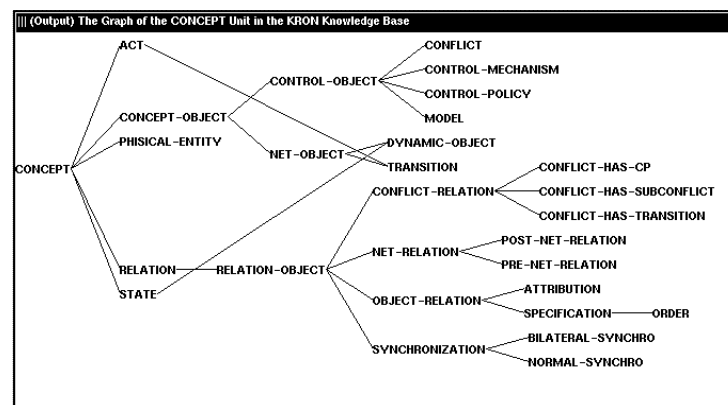 ||| (Output) The Graph of the CONCEPT Unit in the KRON Knowledge Base
ACT
CONFLICT
CONTROL-MECHANISM
CONTROL-OBJECT
CONTROL-POLICY
CONCEPT-OBJECT
MODEL
PHISICAL-ENTITY
DYNAMIC-OBJECT
NET-OBJECT
TRANSITION
CONCEPT
CONFLICT-HAS-CP
CONFLICT-RELATION
CONFLICT-HAS-SUBCONFLICT
CONFLICT-HAS-TRANSITION
POST-NET-RELATION
NET-RELATION
PRE-NET-RELATION
RELATION
RELATION-OBJECT
ATTRIBUTION
STATE
OBJECT-RELATION
SPECIFICATION
ORDER
BILATERAL-SYNCHRO
SYNCHRONIZATION
NORMAL-SYNCHRO